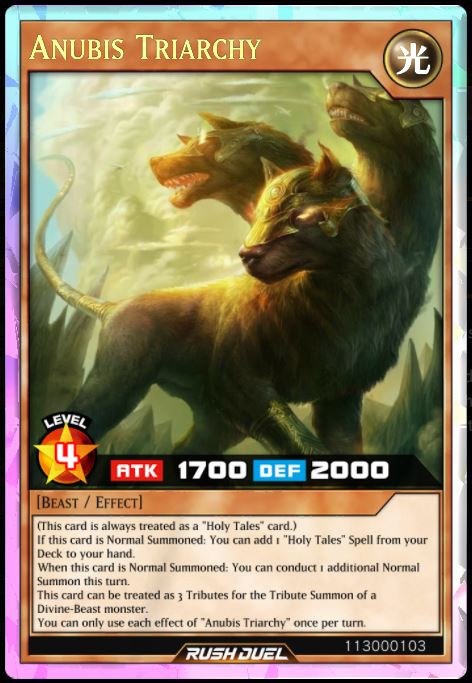 Anubis Triarchy
光
LEVEL
4
ATK 1700 DEF 2000
[Beast / Effect]
(This card is always treated as a "Holy Tales" card.)
If this card is Normal Summoned: You can add 1 "Holy Tales" Spell from your
Deck to your hand.
When this card is Normal Summoned: You can conduct 1 additional Normal
Summon this turn.
This card can be treated as 3 Tributes for the Tribute Summon of a
Divine-Beast monster.
You can only use each effect of "Anubis Triarchy" once per turn.
RUSH DUEL
113000103